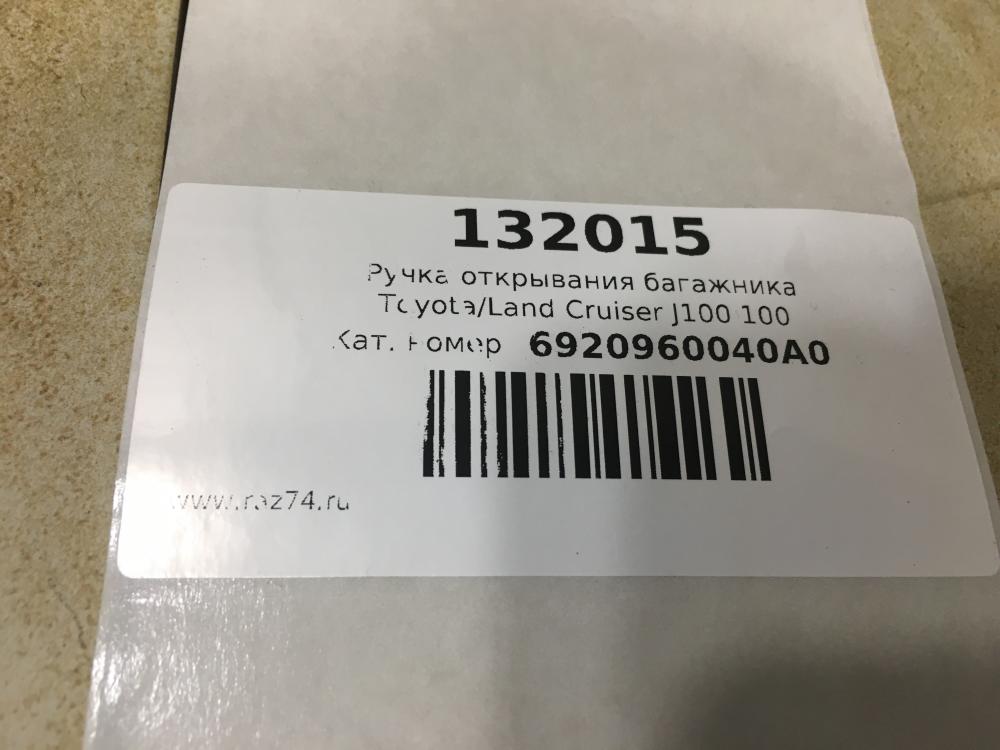 132015
Ручка открывания багажника
Toyota/Land Cruiser J100 100
Кат. номер 6920960040A0
www.raz74.ru